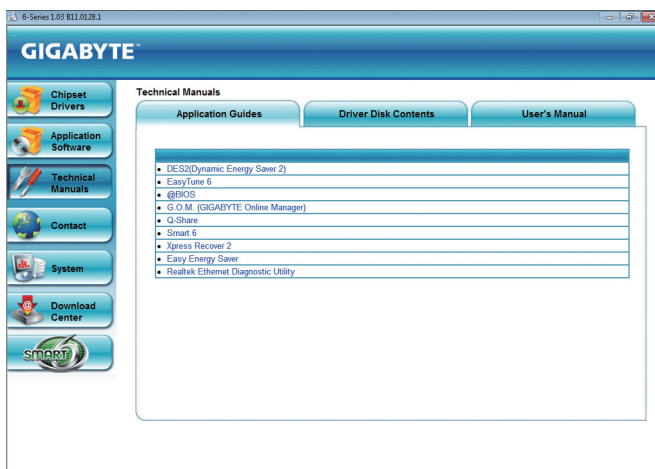 6-Series 1.03 B11.0128.1
GIGABYTE™
Chipset
Drivers
Application
Software
Technical
Manuals
Contact
System
Download
Center
SMART6
Technical Manuals
Application Guides
Driver Disk Contents
User's Manual
• DES2(Dynamic Energy Saver 2)
• EasyTune 6
• @BIOS
• G.O.M. (GIGABYTE Online Manager)
• Q-Share
• Smart 6
• Xpress Recover 2
• Easy Energy Saver
• Realtek Ethernet Diagnostic Utility